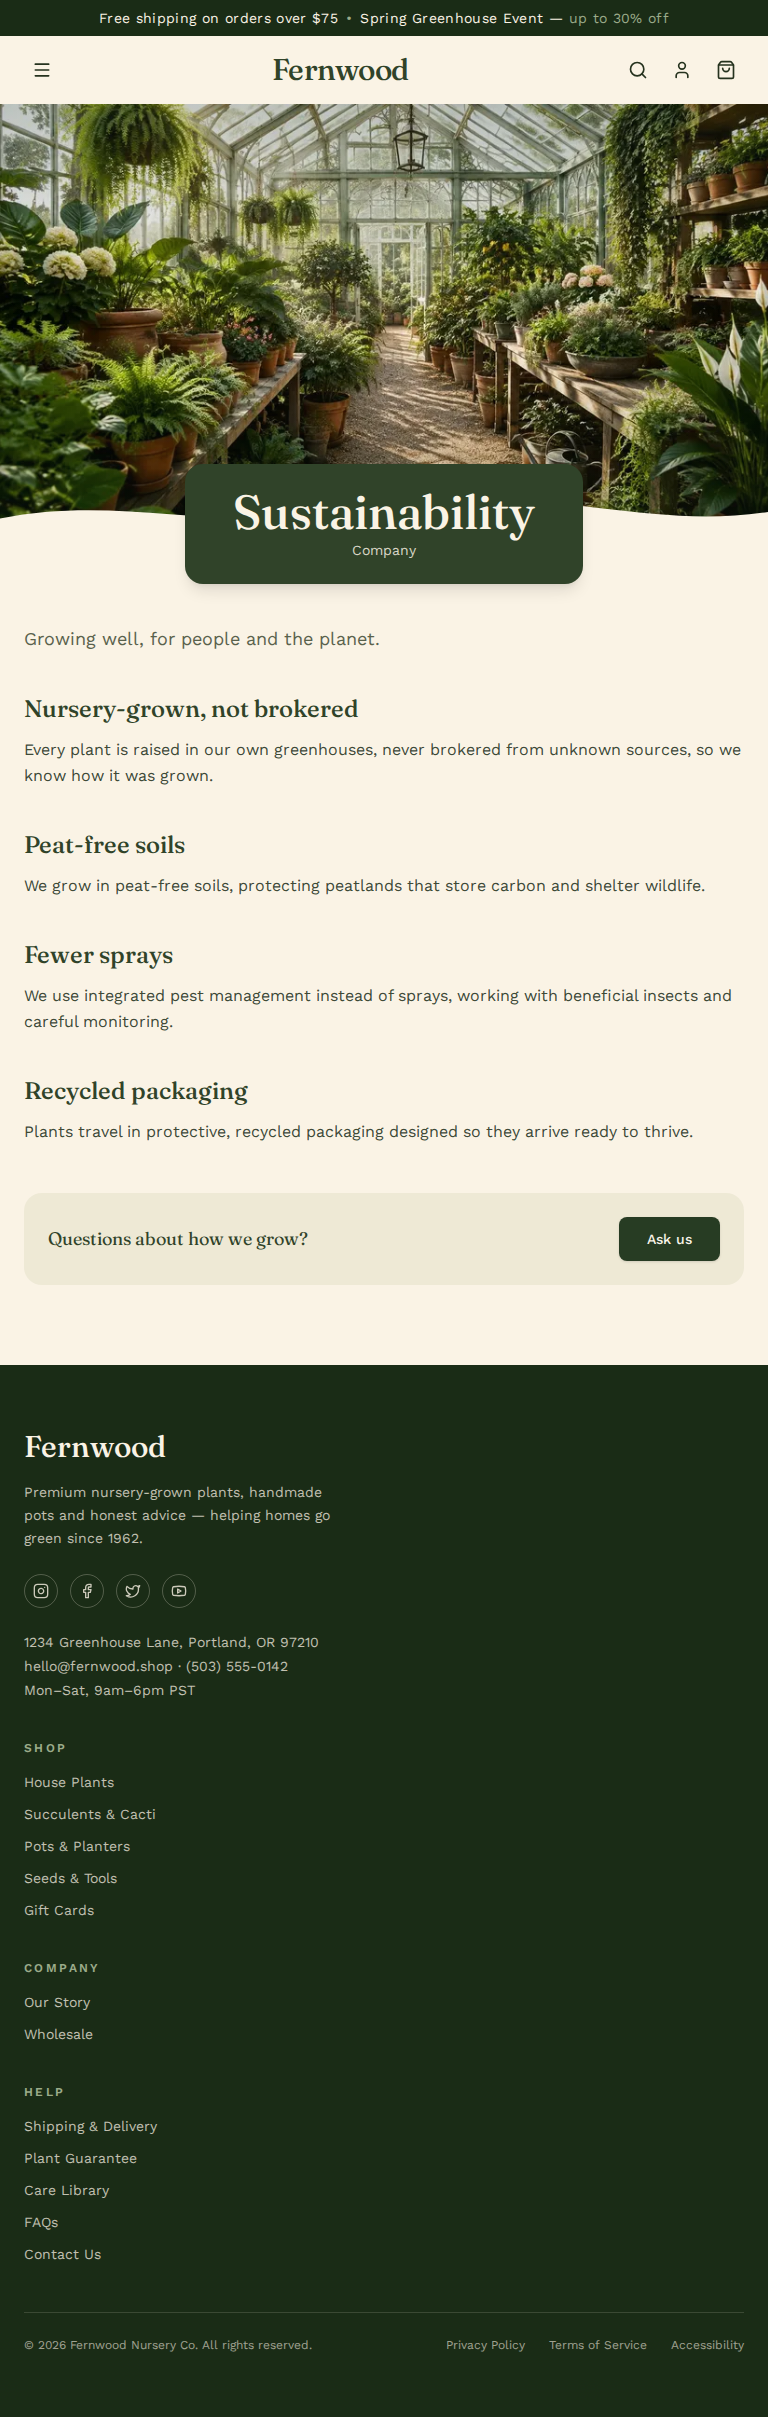 Free shipping on orders over $75 • Spring Greenhouse Event — up to 30% off
Fernwood
Sustainability
Company
Growing well, for people and the planet.
Nursery-grown, not brokered
Every plant is raised in our own greenhouses, never brokered from unknown sources, so we
know how it was grown.
Peat-free soils
We grow in peat-free soils, protecting peatlands that store carbon and shelter wildlife.
Fewer sprays
We use integrated pest management instead of sprays, working with beneficial insects and
careful monitoring.
Recycled packaging
Plants travel in protective, recycled packaging designed so they arrive ready to thrive.
Questions about how we grow?
Ask us
Fernwood
Premium nursery-grown plants, handmade
pots and honest advice — helping homes go
green since 1962.
1234 Greenhouse Lane, Portland, OR 97210
hello@fernwood.shop · (503) 555-0142
Mon–Sat, 9am–6pm PST
SHOP
House Plants
Succulents & Cacti
Pots & Planters
Seeds & Tools
Gift Cards
COMPANY
Our Story
Wholesale
HELP
Shipping & Delivery
Plant Guarantee
Care Library
FAQs
Contact Us
© 2026 Fernwood Nursery Co. All rights reserved.
Privacy Policy
Terms of Service
Accessibility